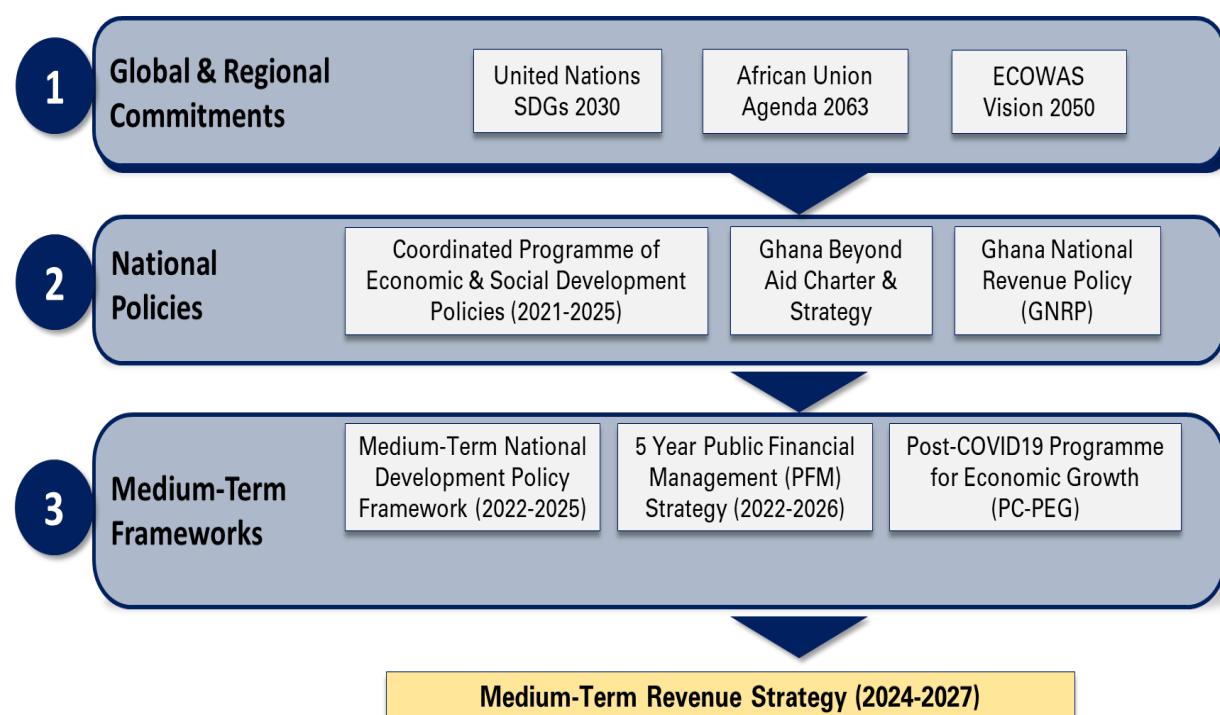 1
Global & Regional
Commitments
United Nations
SDGs 2030
African Union
Agenda 2063
ECOWAS
Vision 2050
2
National
Policies
Coordinated Programme of
Economic & Social Development
Policies (2021-2025)
Ghana Beyond
Aid Charter &
Strategy
Ghana National
Revenue Policy
(GNRP)
3
Medium-Term
Frameworks
Medium-Term National
Development Policy
Framework (2022-2025)
5 Year Public Financial
Management (PFM)
Strategy (2022-2026)
Post-COVID19 Programme
for Economic Growth
(PC-PEG)
Medium-Term Revenue Strategy (2024-2027)